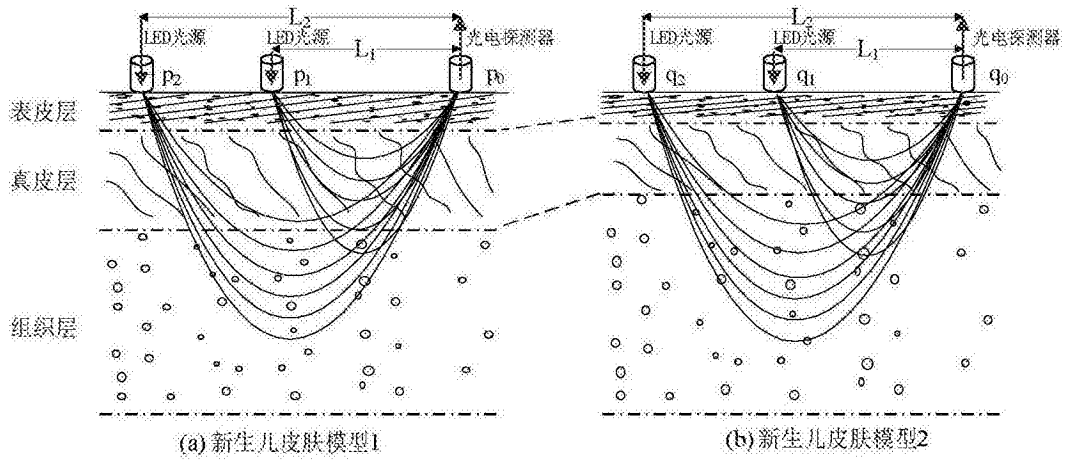 L2
LED光源
LED光源
光电探测器
L1
p2
p1
p0
L2
LED光源
LED光源
光电探测器
L1
q2
q1
q0
表皮层
真皮层
组织层
(a) 新生儿皮肤模型1
(b) 新生儿皮肤模型2